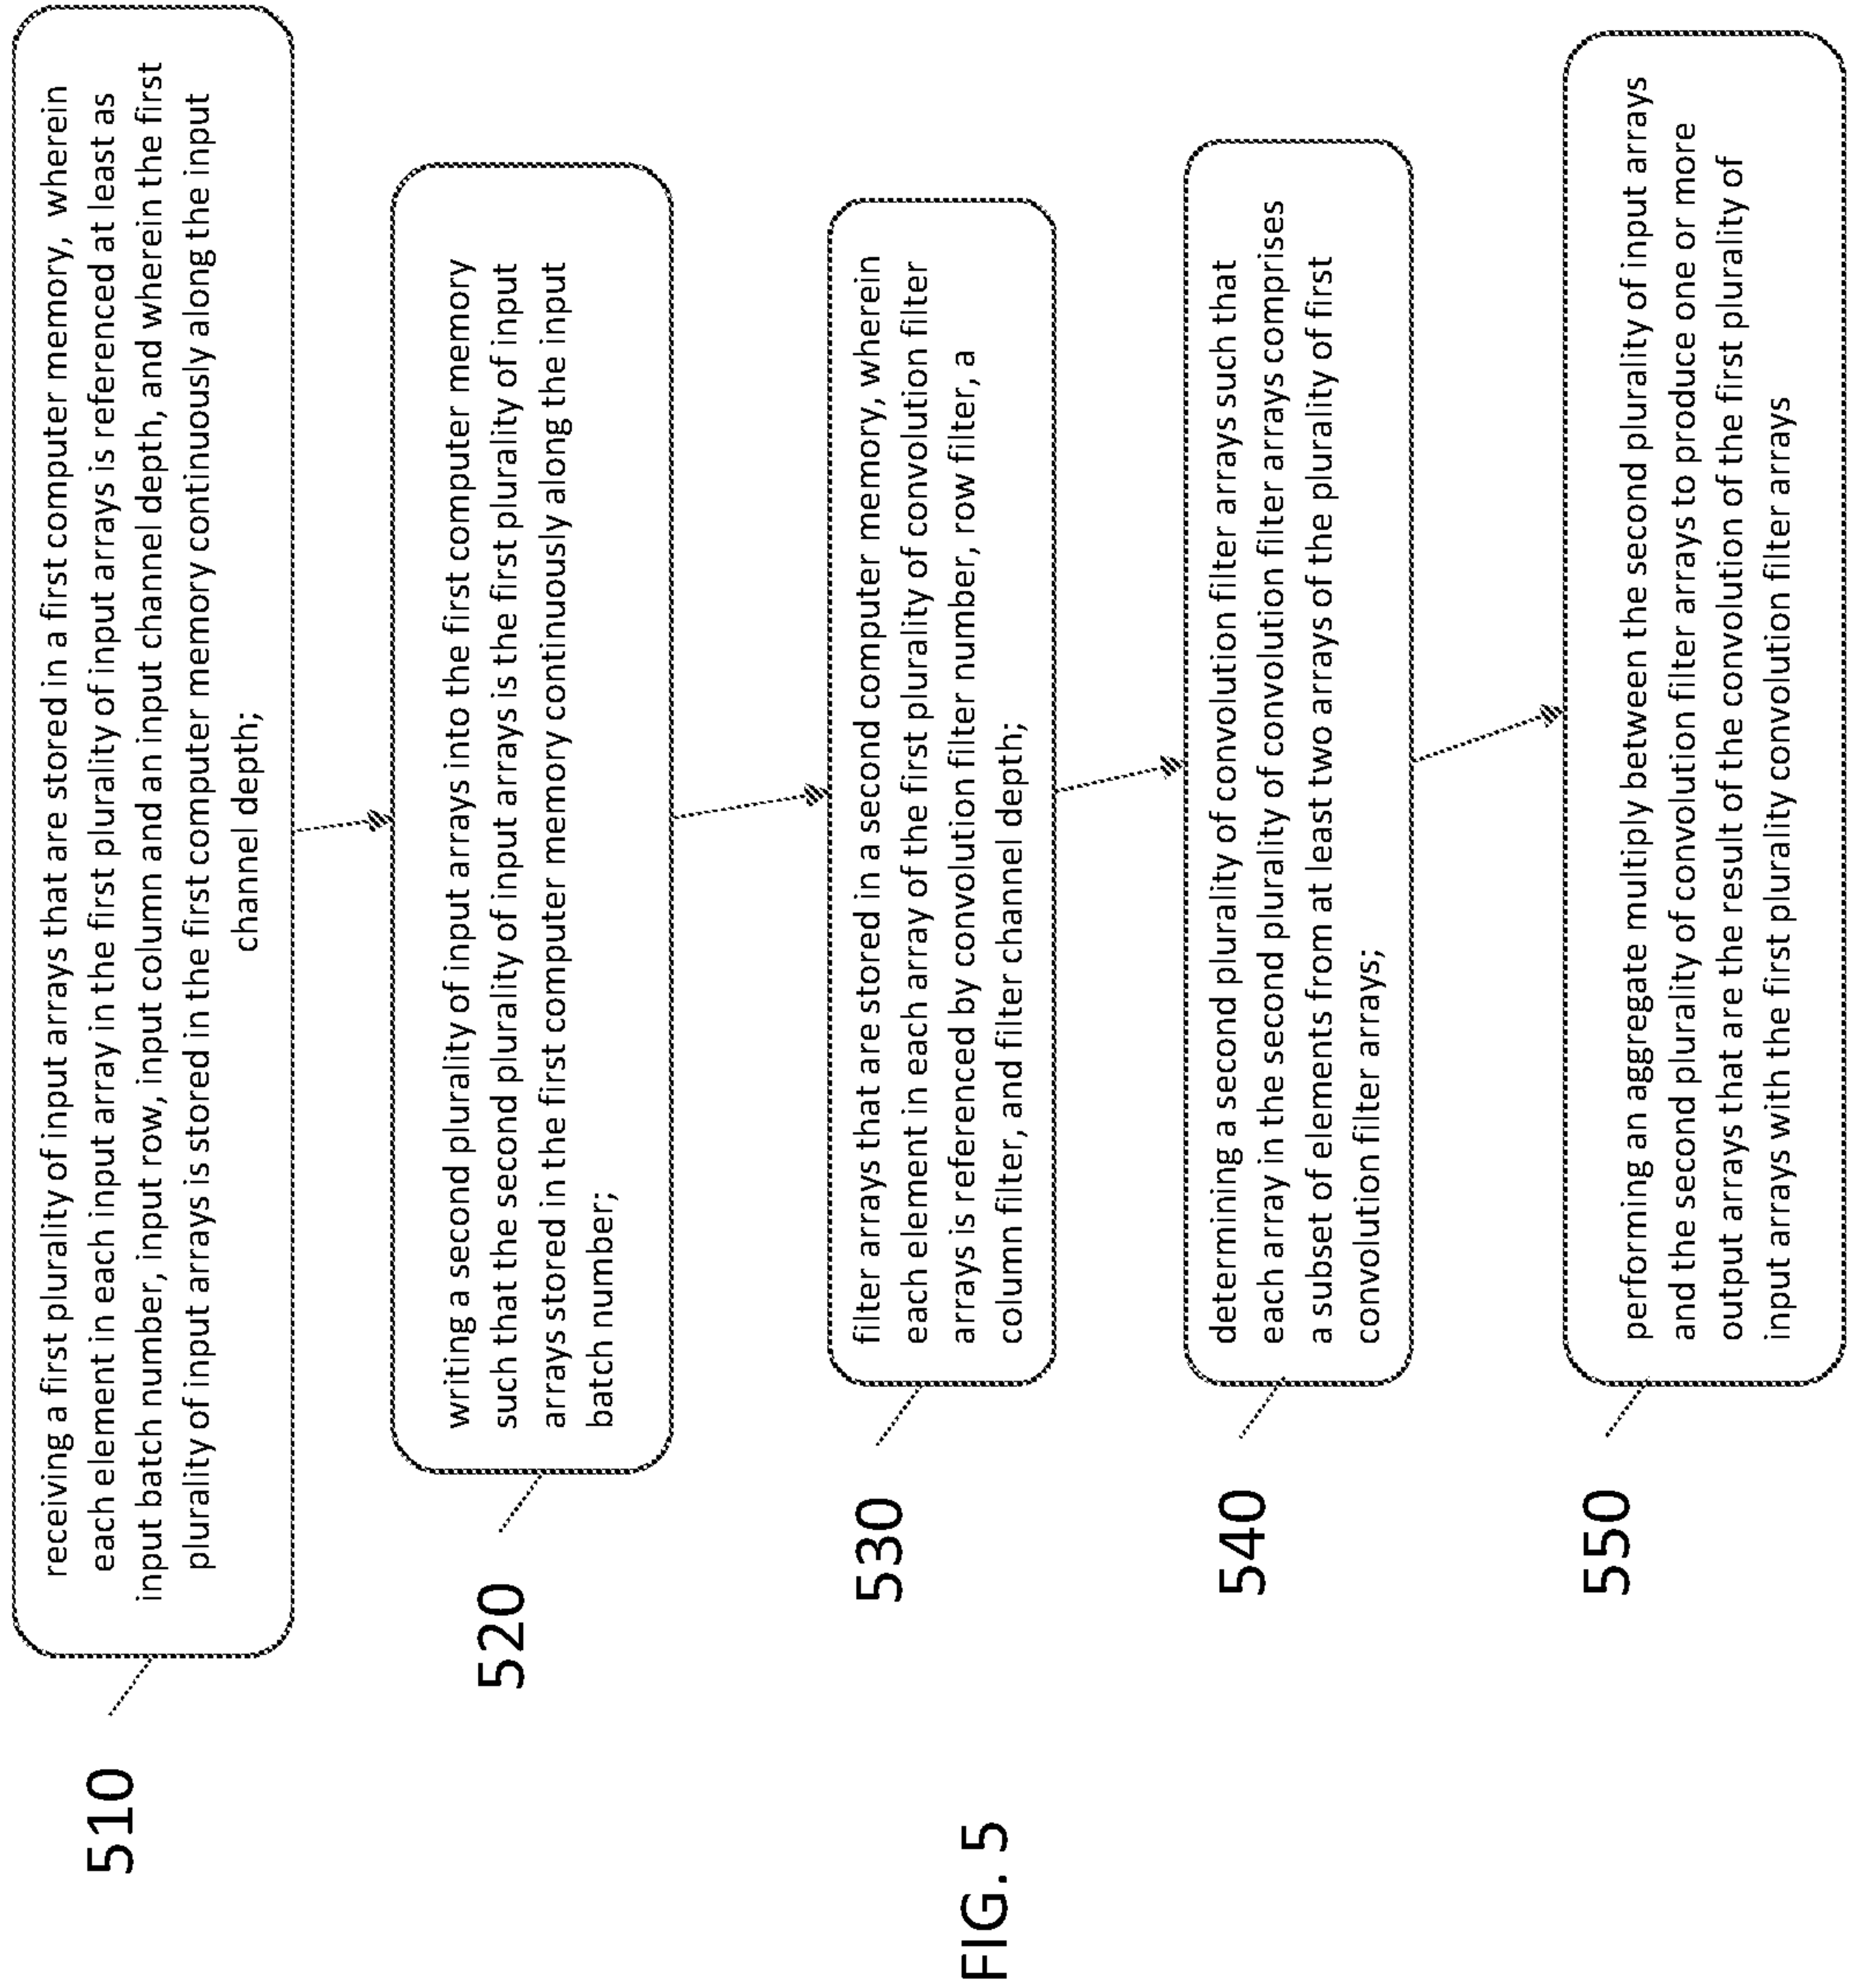 510
receiving a first plurality of input arrays that are stored in a first computer memory, wherein
each element in each input array in the first plurality of input arrays is referenced at least as
input batch number, input row, input column and an input channel depth, and wherein the first
plurality of input arrays is stored in the first computer memory continuously along the input
channel depth;
520
writing a second plurality of input arrays into the first computer memory
such that the second plurality of input arrays is the first plurality of input
arrays stored in the first computer memory continuously along the input
batch number;
530
filter arrays that are stored in a second computer memory, wherein
each element in each array of the first plurality of convolution filter
arrays is referenced by convolution filter number, row filter, a
column filter, and filter channel depth;
540
determining a second plurality of convolution filter arrays such that
each array in the second plurality of convolution filter arrays comprises
a subset of elements from at least two arrays of the plurality of first
convolution filter arrays;
550
performing an aggregate multiply between the second plurality of input arrays
and the second plurality of convolution filter arrays to produce one or more
output arrays that are the result of the convolution of the first plurality of
input arrays with the first plurality convolution filter arrays
FIG. 5